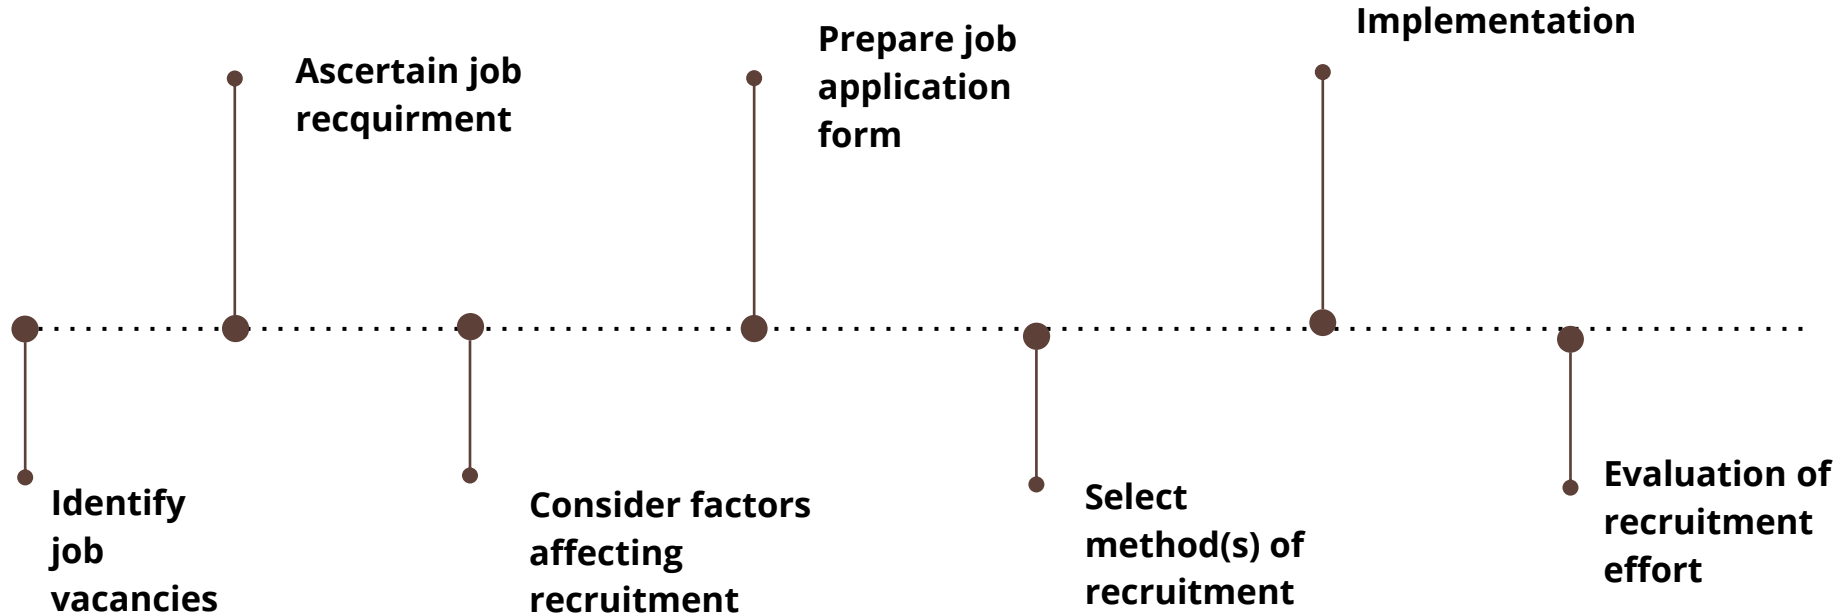 Identify
job
vacancies
Ascertain job
recquirment
Consider factors
affecting
recruitment
Prepare job
application
form
Select
method(s) of
recruitment
Implementation
Evaluation of
recruitment
effort